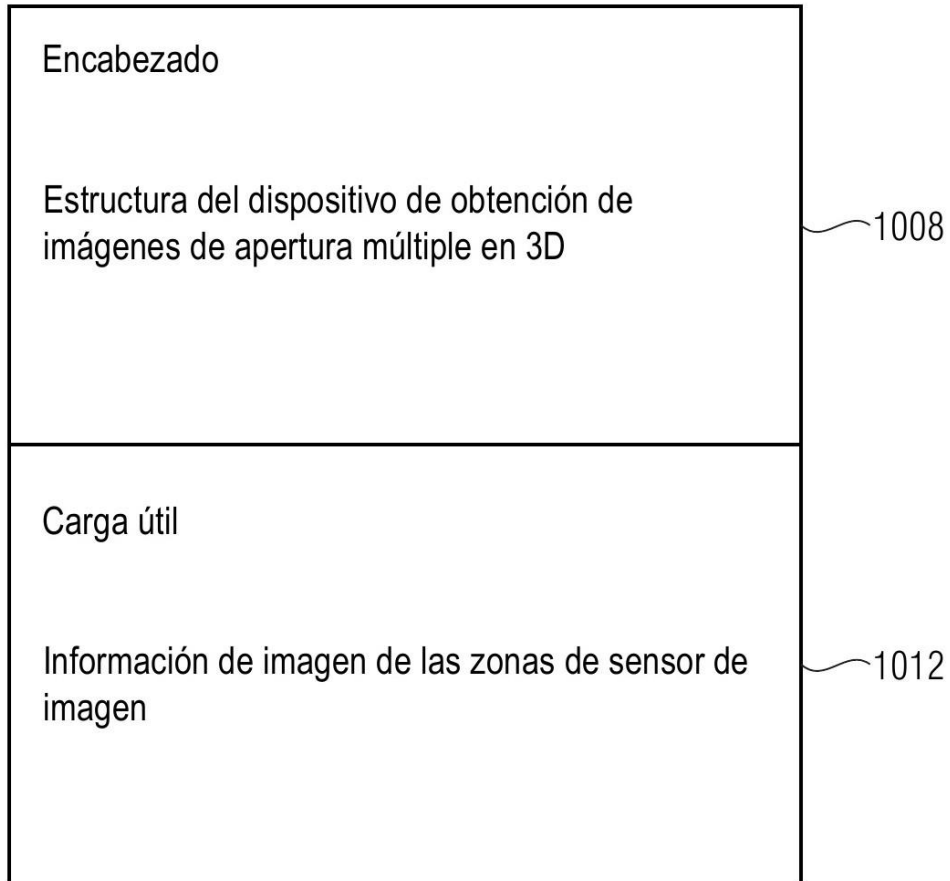 Encabezado
Estructura del dispositivo de obtención de
imágenes de apertura múltiple en 3D
1008
Carga útil
Información de imagen de las zonas de sensor de
imagen
1012